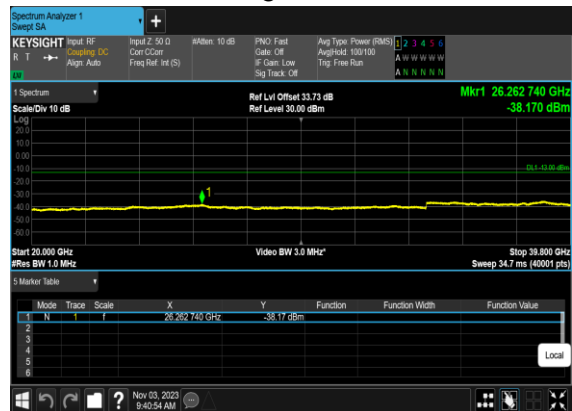 Spectrum Analyzer 1
Swept SA
+
KEYSIGHT Input: RF Input Z: 50 Ω #Atten: 10 dB PNO: Fast Avg Type: Power (RMS) 1 2 3 4 5 6
R T Coupling: DC Corr CCorr Gate: Off Avg|Hold: 100/100 A W W W W W
Align: Auto Freq Ref: Int (S) IF Gain: Low Trig: Free Run
Sig Track: Off A N N N N N
LXI
1 Spectrum Ref Lvl Offset 33.73 dB Mkr1 26.262 740 GHz
Scale/Div 10 dB Ref Level 30.00 dBm -38.170 dBm
Log
20.0
10.0
0.00
-10.0
DL1 -13.00 dBm
-20.0
-30.0
1
-40.0
-50.0
-60.0
Start 20.000 GHz Video BW 3.0 MHz* Stop 39.800 GHz
#Res BW 1.0 MHz Sweep 34.7 ms (40001 pts)
5 Marker Table
Mode Trace Scale X Y Function Function Width Function Value
1 N 1 f 26.262 740 GHz -38.17 dBm
2
3
4
5
6
Local
? Nov 03, 2023
9:40:54 AM